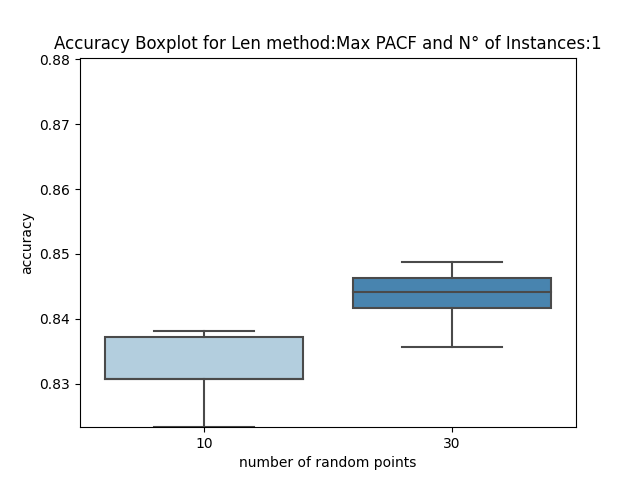 Accuracy Boxplot for Len method:Max PACF and N° of Instances:1
0.88
0.87
0.86
0.85
0.84
0.83
accuracy
10
30
number of random points